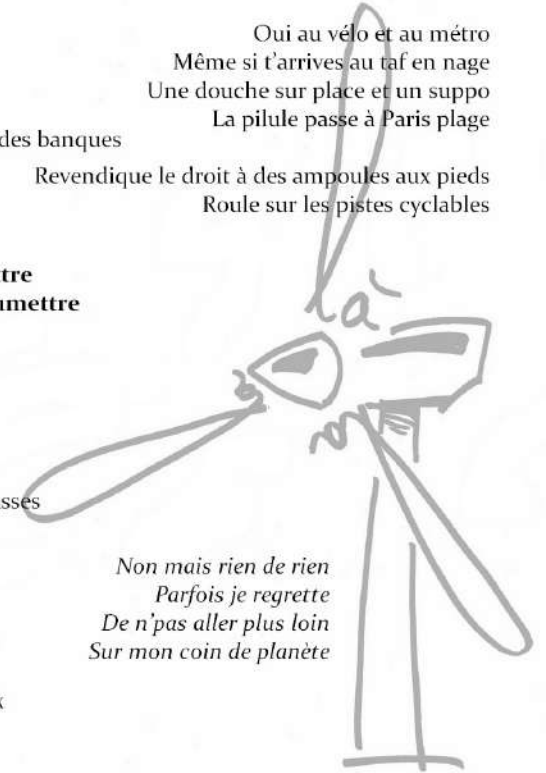 Oui au vélo et au métro
Même si t'arrives au taf en nage
Une douche sur place et un suppo
La pilule passe à Paris plage
des banques
Revendique le droit à des ampoules aux pieds
Roule sur les pistes cyclables
ttre
umettre
là
sses
Non mais rien de rien
Parfois je regrette
De n'pas aller plus loin
Sur mon coin de planète
x